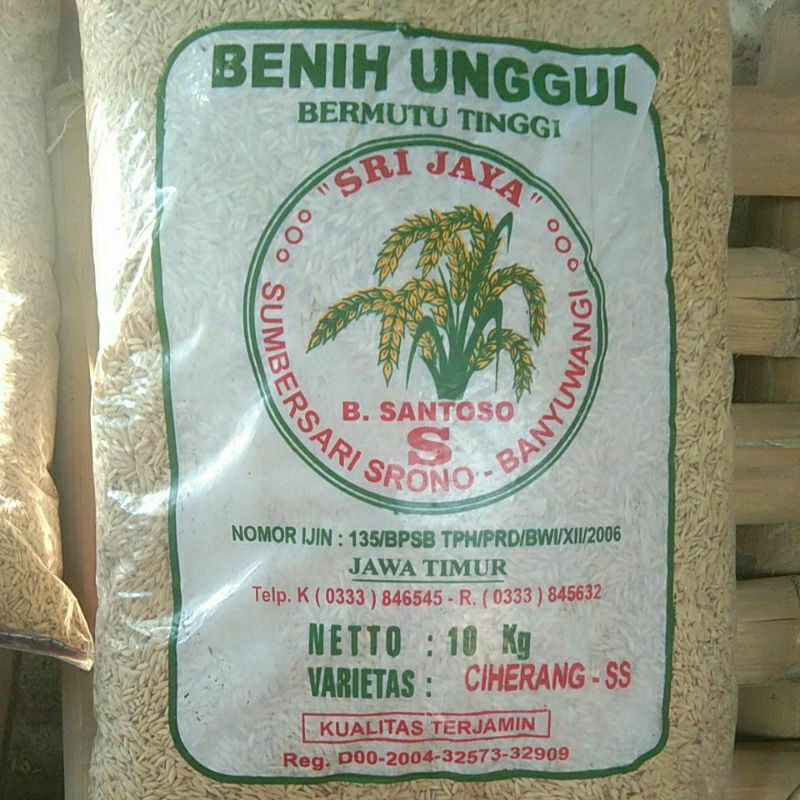 BENIH UNGGUL
BERMUTU TINGGI
"SRI JAYA"
B. SANTOSO
S
SUMBERSARI SRONO - BANYUWANGI
NOMOR IJIN : 135/BPSB TPH/PRD/BWI/XII/2006
JAWA TIMUR
Telp. K ( 0333 ) 846545 - R. ( 0333 ) 845632
NETTO : 10 Kg
VARIETAS : CIHERANG - SS
KUALITAS TERJAMIN
Reg. D00-2004-32573-32909